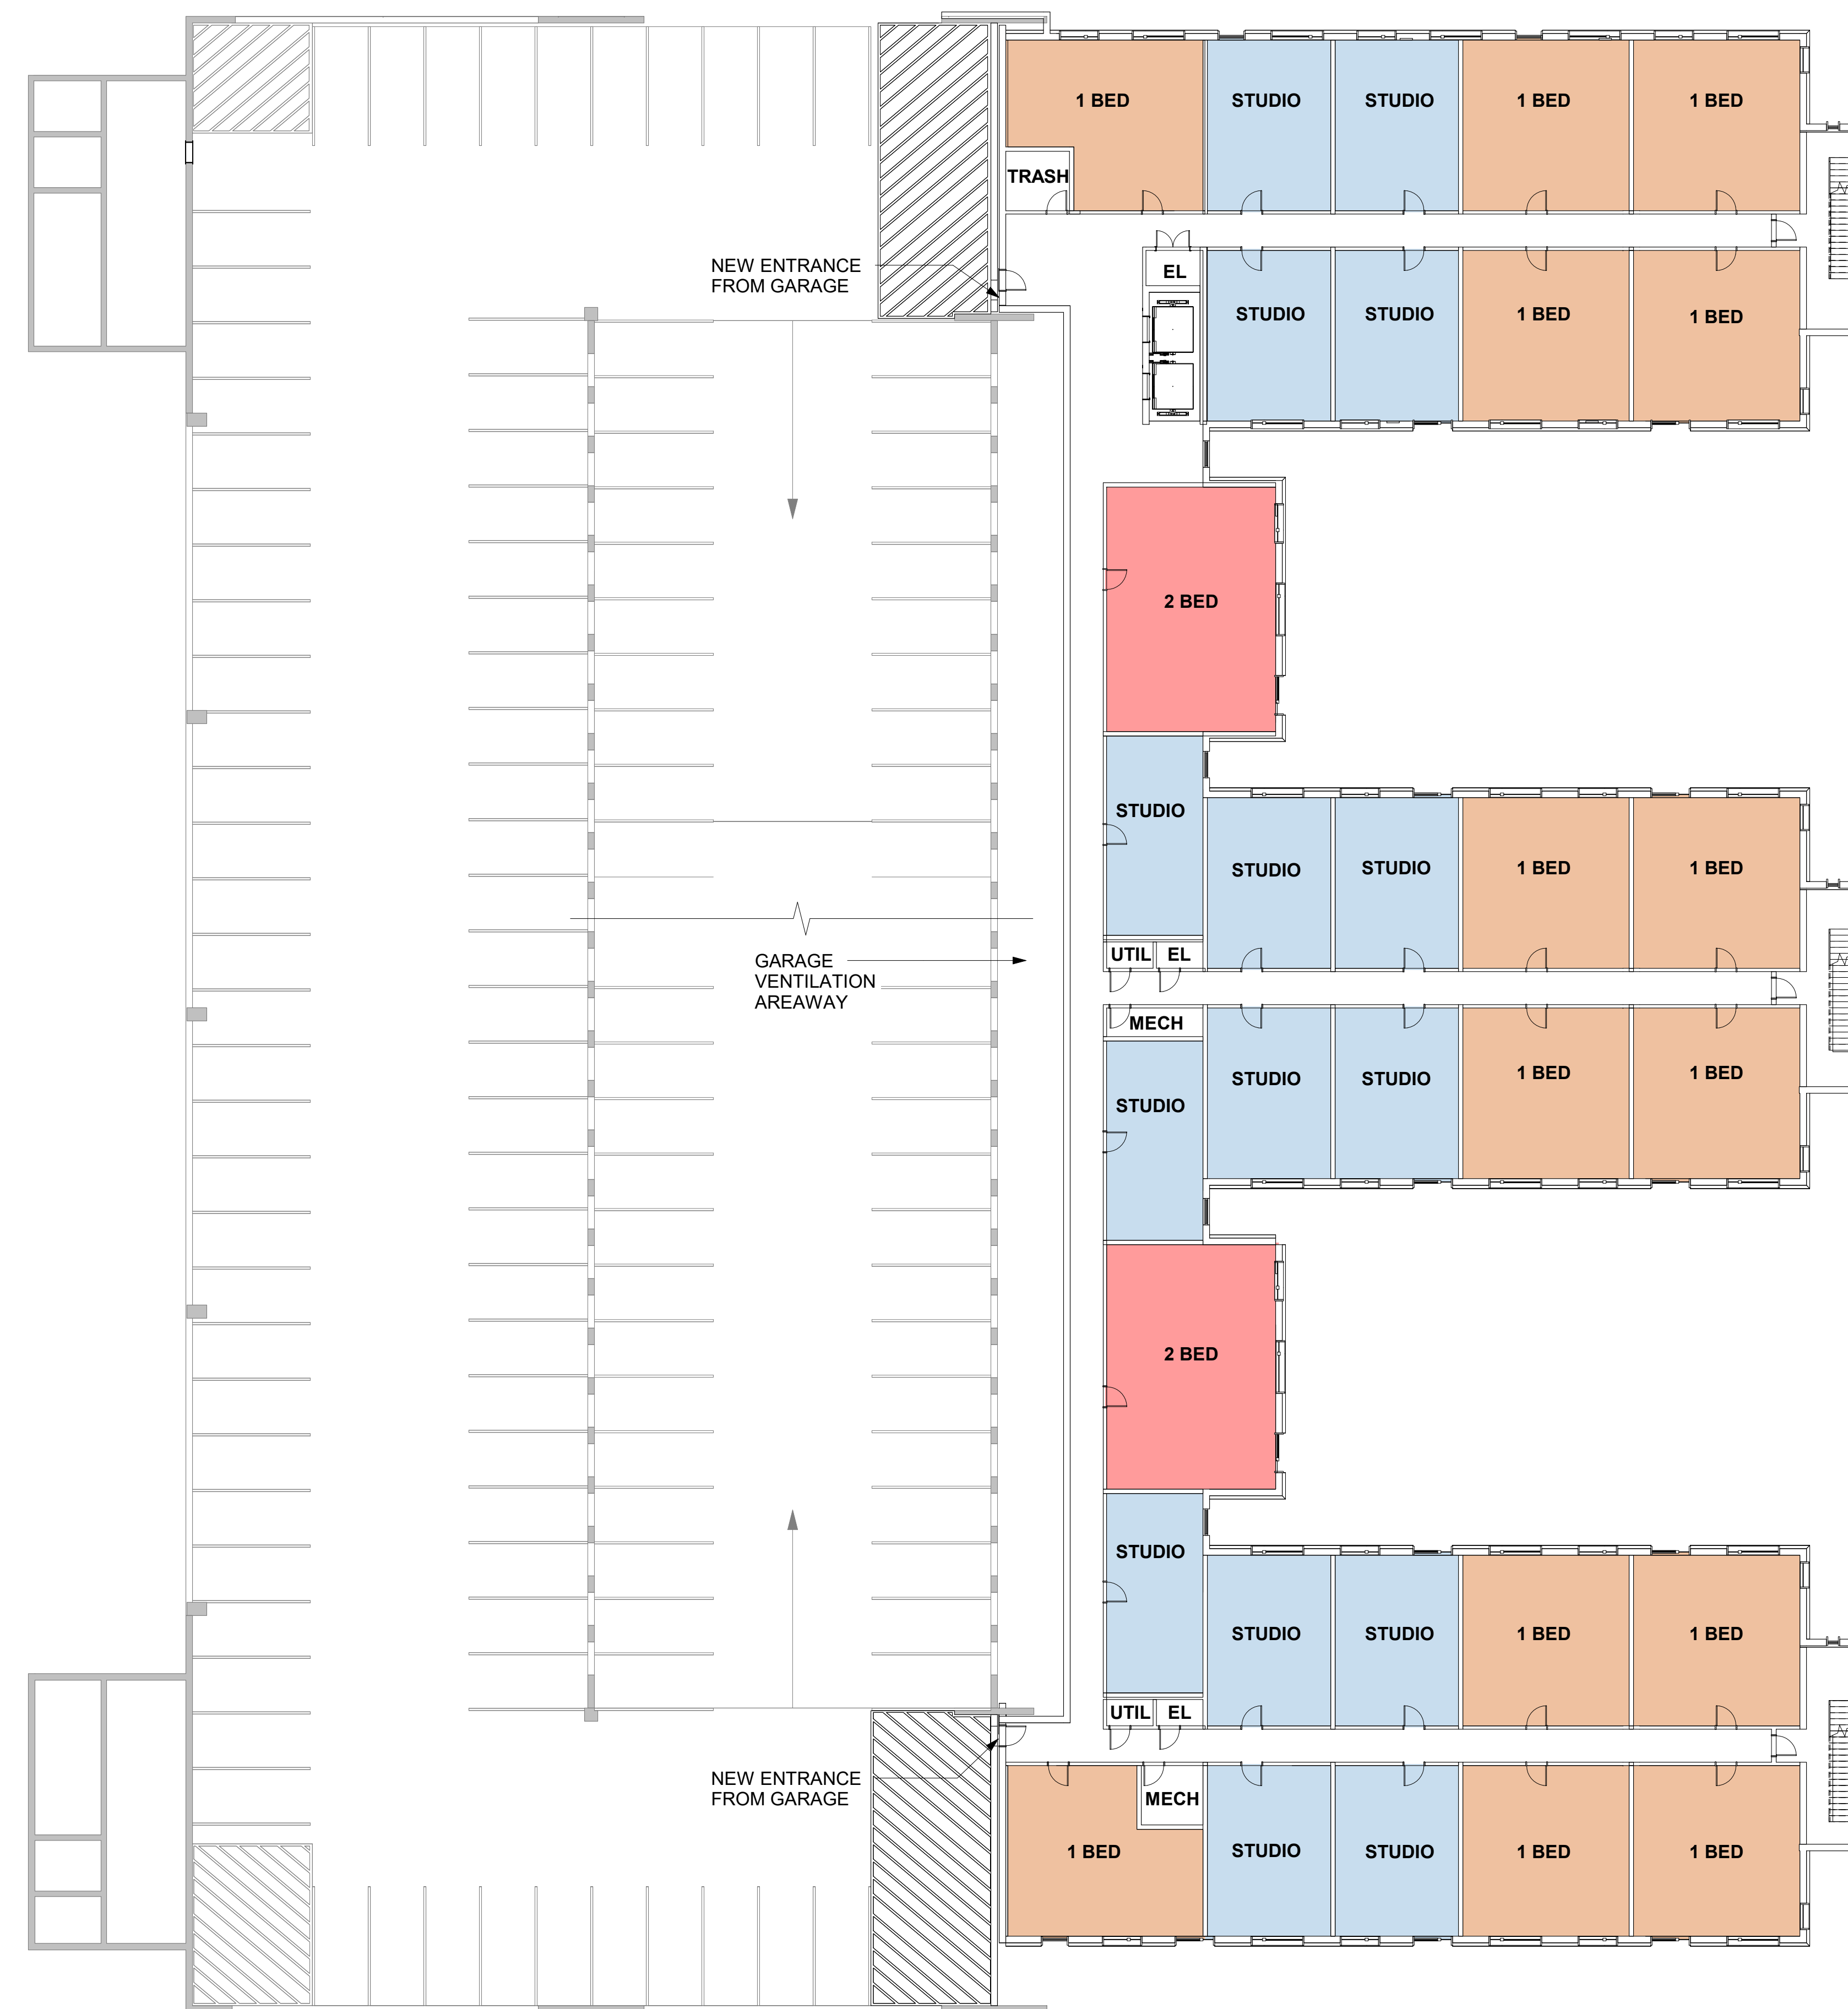 1 BED
STUDIO
STUDIO
1 BED
1 BED
TRASH
NEW ENTRANCE
FROM GARAGE
EL
STUDIO
STUDIO
1 BED
1 BED
2 BED
STUDIO
STUDIO
STUDIO
1 BED
1 BED
UTIL
EL
GARAGE
VENTILATION
AREAWAY
MECH
STUDIO
STUDIO
STUDIO
1 BED
1 BED
2 BED
STUDIO
STUDIO
STUDIO
1 BED
1 BED
UTIL
EL
NEW ENTRANCE
FROM GARAGE
MECH
1 BED
STUDIO
STUDIO
1 BED
1 BED